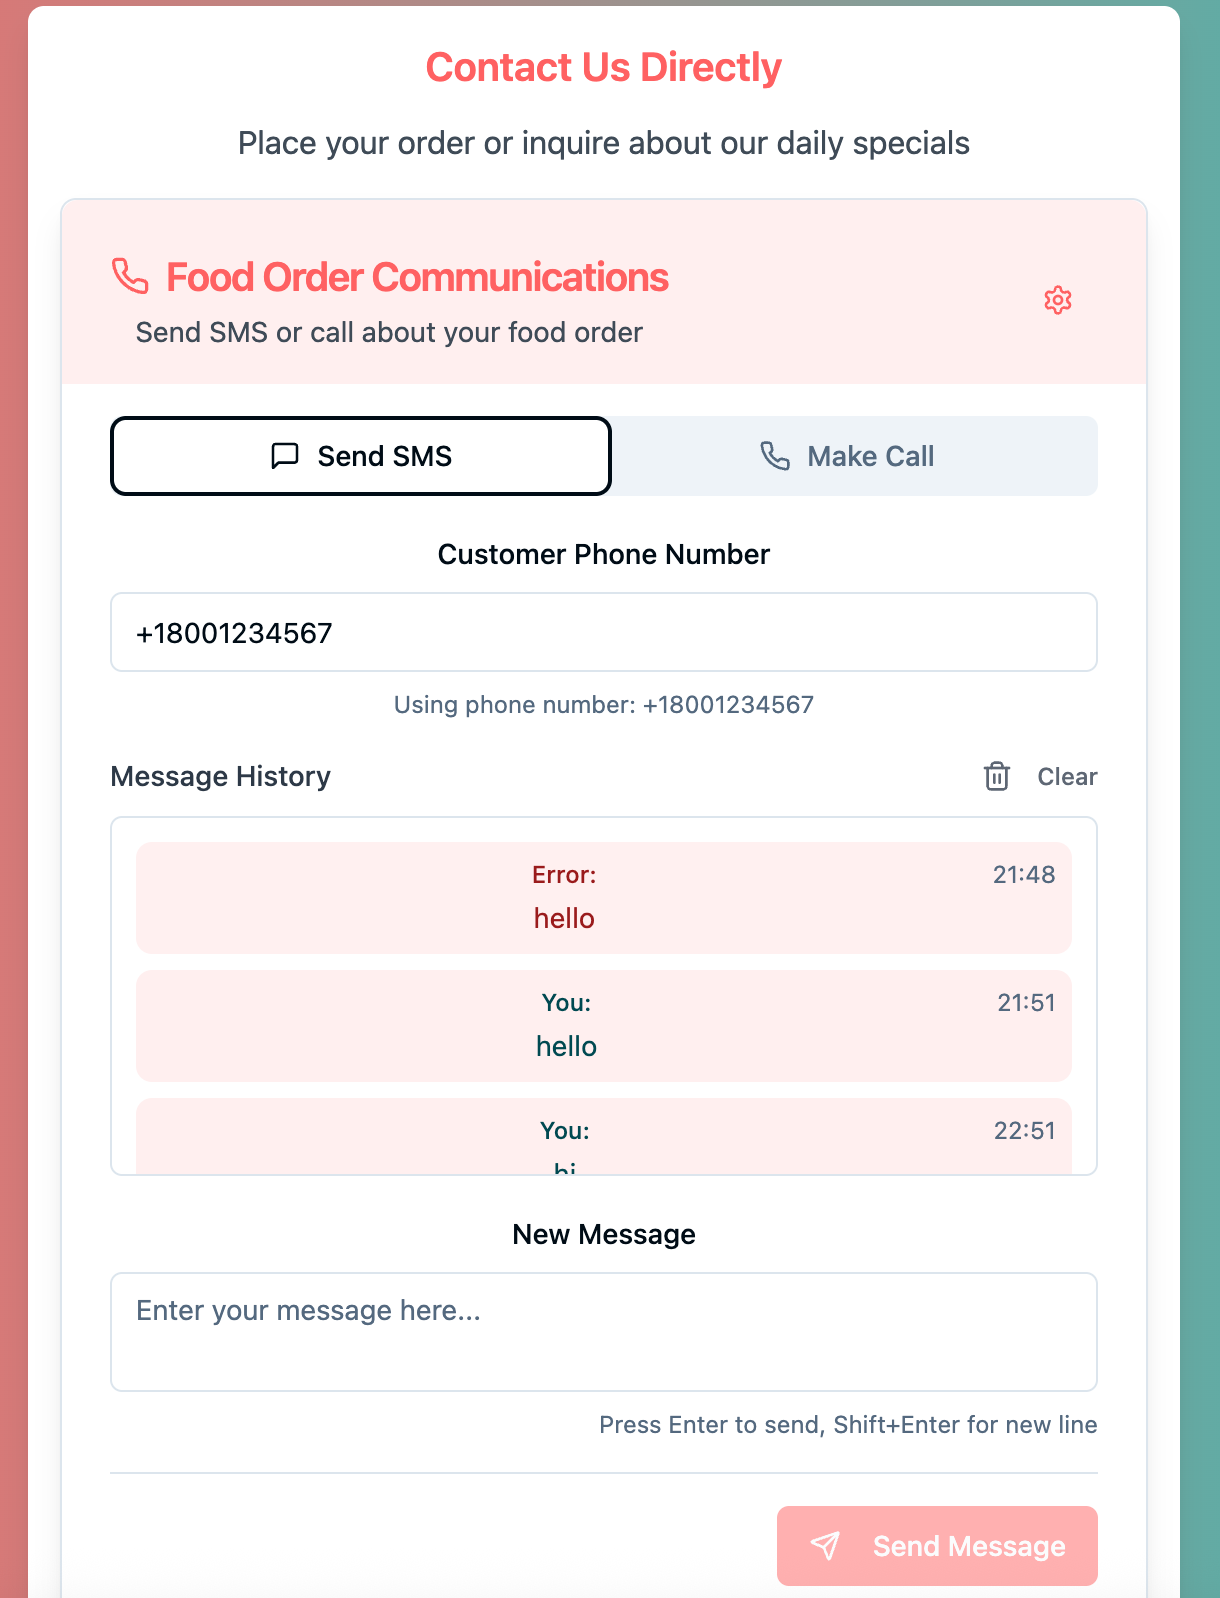 Contact Us Directly
Place your order or inquire about our daily specials
Food Order Communications
Send SMS or call about your food order
Send SMS
Make Call
Customer Phone Number
+18001234567
Using phone number: +18001234567
Message History
Clear
Error:
21:48
hello
You:
21:51
hello
You:
22:51
hi
New Message
Enter your message here...
Press Enter to send, Shift+Enter for new line
Send Message